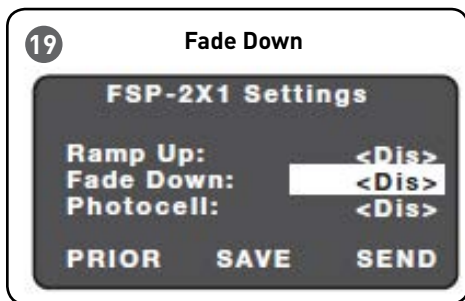 19 Fade Down
FSP-2X1 Settings
Ramp Up: <Dis>
Fade Down: <Dis>
Photocell: <Dis>
PRIOR SAVE SEND